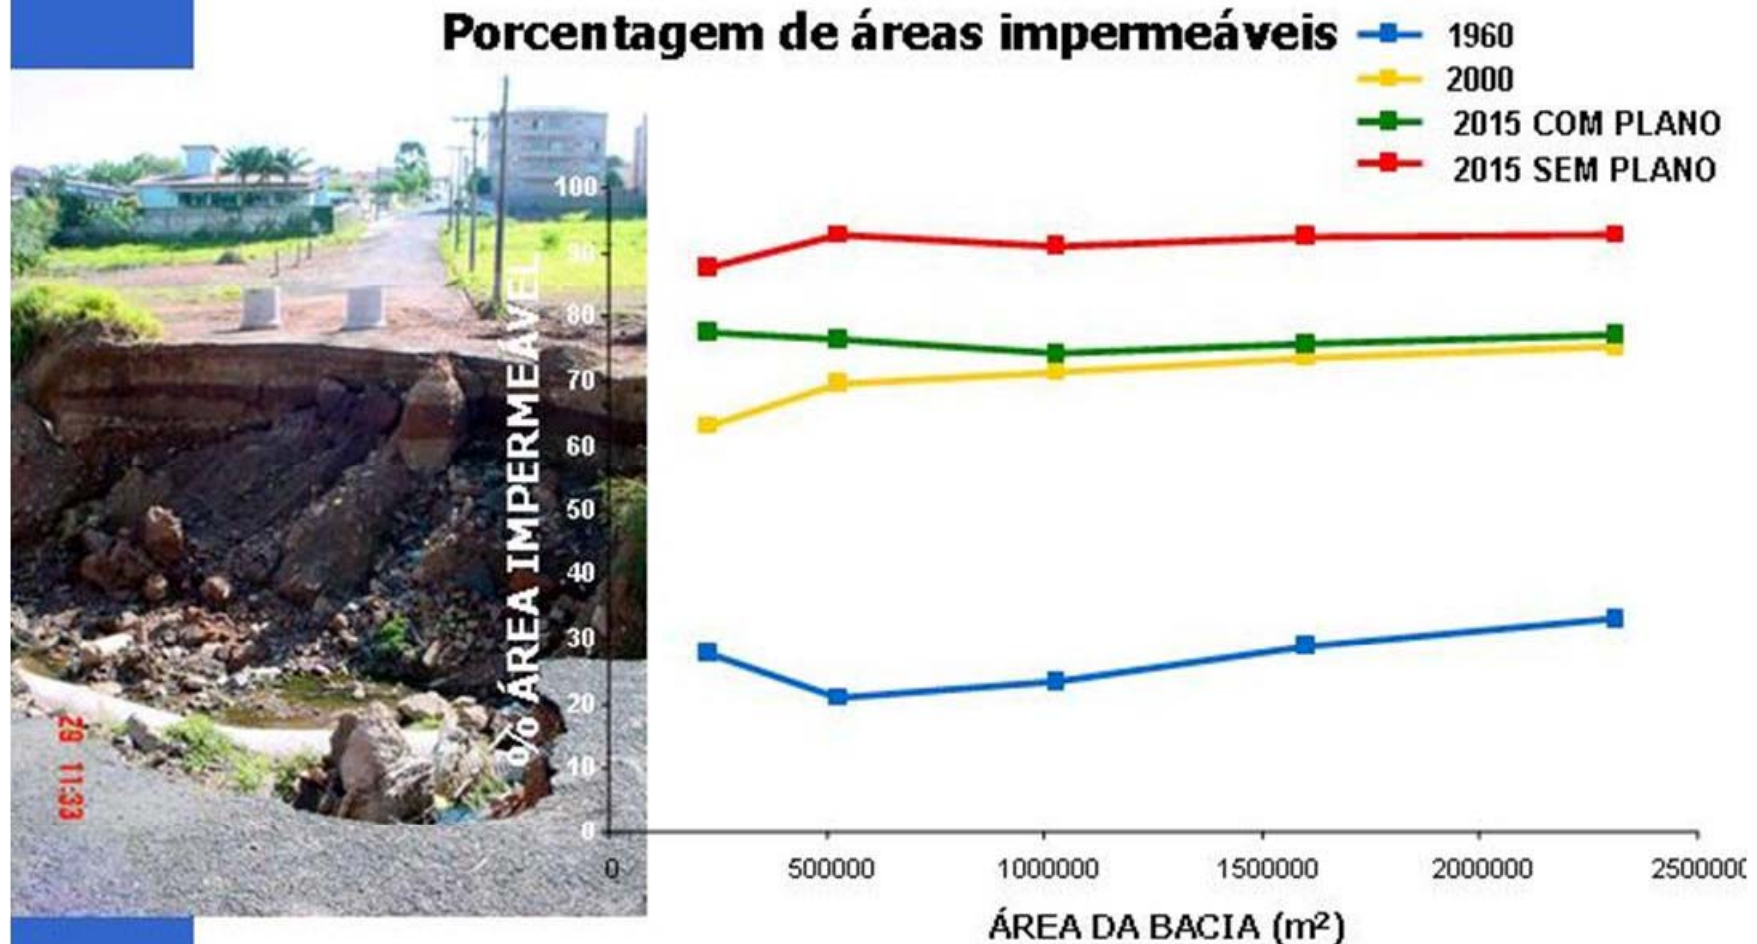 Porcentagem de áreas impermeáveis
1960
2000
2015 COM PLANO
2015 SEM PLANO
% ÁREA IMPERMEÁVEL
100
90
80
70
60
50
40
30
20
10
0
0 500000 1000000 1500000 2000000 2500000
ÁREA DA BACIA (m²)
29 11:33